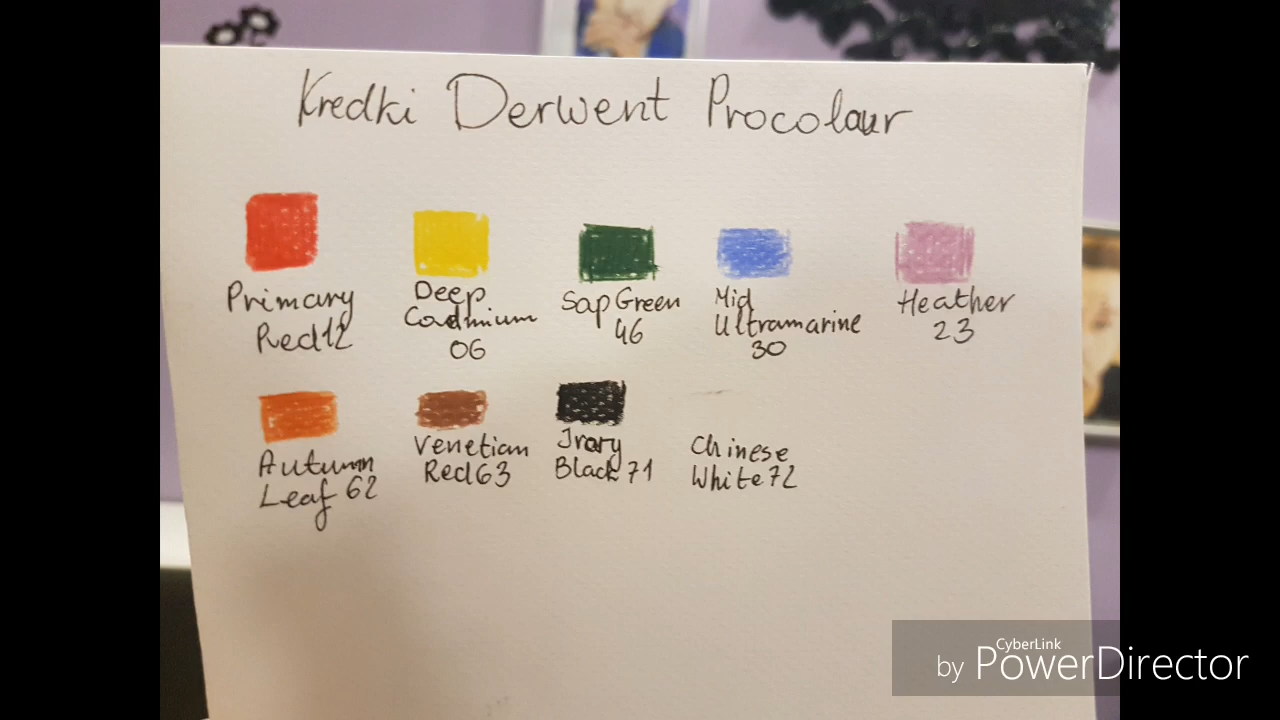 Kredki Derwent Procolour
Primary
Red 12
Deep
Cadmium
06
Sap Green
46
Mid
Ultramarine
30
Heather
23
Autumn
Leaf 62
Venetian
Red 63
Ivory
Black 71
Chinese
White 72
CyberLink
by PowerDirector